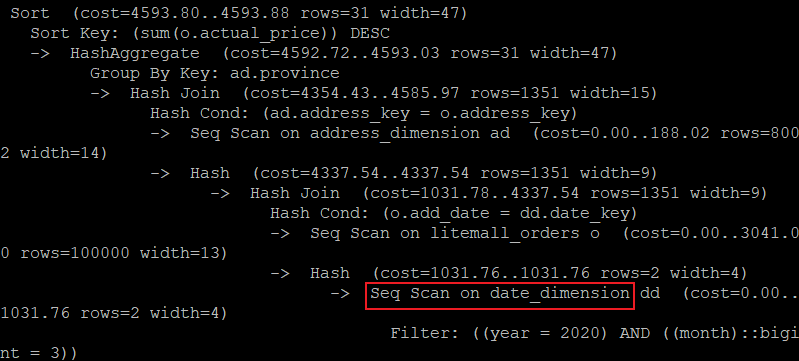 Sort  (cost=4593.80..4593.88 rows=31 width=47)
Sort Key: (sum(o.actual_price)) DESC
->  HashAggregate  (cost=4592.72..4593.03 rows=31 width=47)
Group By Key: ad.province
->  Hash Join  (cost=4354.43..4585.97 rows=1351 width=15)
Hash Cond: (ad.address_key = o.address_key)
->  Seq Scan on address_dimension ad  (cost=0.00..188.02 rows=800
2 width=14)
->  Hash  (cost=4337.54..4337.54 rows=1351 width=9)
->  Hash Join  (cost=1031.78..4337.54 rows=1351 width=9)
Hash Cond: (o.add_date = dd.date_key)
->  Seq Scan on litemall_orders o  (cost=0.00..3041.0
0 rows=100000 width=13)
->  Hash  (cost=1031.76..1031.76 rows=2 width=4)
->  Seq Scan on date_dimension dd  (cost=0.00..
1031.76 rows=2 width=4)
Filter: ((year = 2020) AND ((month)::bigi
nt = 3))